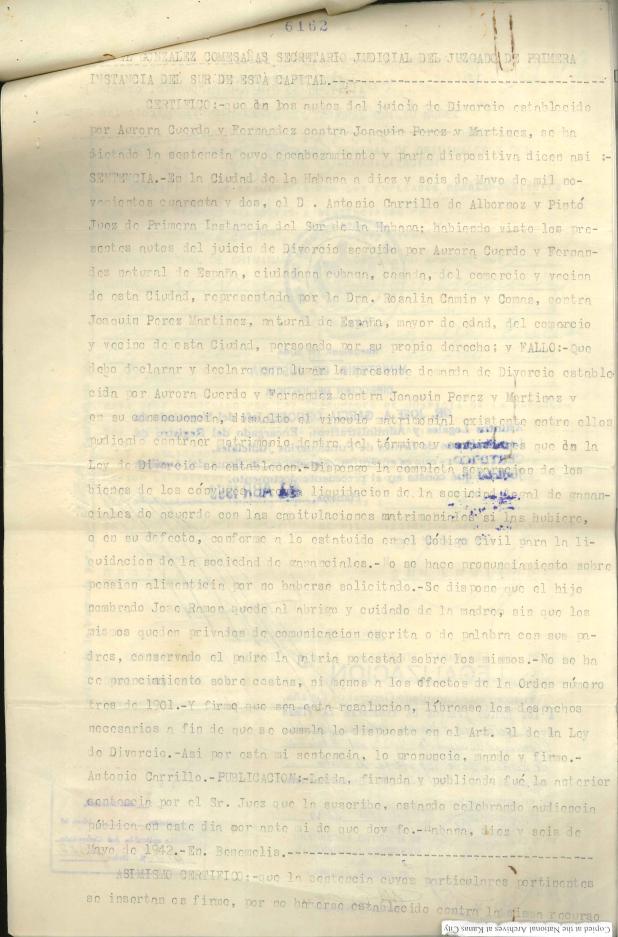 6162
GONZALEZ COMESAÑAS SECRETARIO JUDICIAL DEL JUZGADO DE PRIMERA
INSTANCIA DEL SUR DE ESTA CAPITAL.-
CERTIFICO:-que en los autos del juicio de Divorcio establecido
por Aurora Cuerdo y Fernandez contra Joaquin Perez y Martinez, se ha
dictado la sentencia cuyo encabezamiento y parte dispositiva dicen asi :-
SENTENCIA.-En la Ciudad de la Habana a diez y seis de Mayo de mil no-
vecientos cuarenta y dos, el D . Antonio Carrillo de Albornoz y Pintó
Juez de Primera Instancia del Sur de la Habana; habiendo visto los pre-
sentes autos del juicio de Divorcio seguido por Aurora Cuerdo y Fernan-
dez natural de España, ciudadana cubana, casada, del comercio y vecina
de esta Ciudad, representada por la Dra. Rosalia Camin y Comas, contra
Joaquin Perez Martinez, natural de España, mayor de edad, del comercio
y vecino de esta Ciudad, personado por su propio derecho; y FALLO:-Que
debo declarar y declaro con lugar la presente demanda de Divorcio estable-
cida por Aurora Cuerdo y Fernandez contra Joaquin Perez y Martinez y
en su consecuencia, disuelto el vinculo matrimonial existente entre ellos
pudiendo contraer matrimonio dentro del término y que en la
Ley de Divorcio se establecen.-Dispongo la completa separacion de los
bienes de los liquidacion de la sociedad legal de ganan-
ciales de acuerdo con las capitulaciones matrimoniales si las hubiere,
o en su defecto, conforme a lo estatuido en el Código Civil para la li-
quidacion de la sociedad de gananciales.- o se hace pronunciamiento sobre
pension alimenticia por no haberse solicitado.-Se dispone que el hijo
nombrado Jose Ramon quede al abrigo y cuidado de la madre, sin que los
mismos queden privados de comunicacion escrita o de palabra con sus pa-
dres, conservado el padre la patria potestad sobre los mismos.-No se ha
ce pronunciamiento sobre costas, ni menos a los efectos de la Orden número
tres de 1901.-Y firme que sea esta resolucion, líbrense los despachos
necesarios a fin de que se cumpla lo dispuesto en el Art. de la Ley
de Divorcio.-Asi por esta mi sentencia, lo pronuncio, mando y firmo.-
Antonio Carrillo.-PUBLICACION:-Leida, firmada y publicada fué la anterior
sentencia por el Sr. Juez que la suscribe, estando celebrando audiencia
pública en este dia por ante mi de que doy fe.-Habana, diez y seis de
Mayo de 1942.-En.
ASIMISMO CERTIFICO:-que la sentencia cuyos particulares pertinentes
se insertan es firme, por no haberse establecido contra la misma recurso
Copied at the National Archives at Kansas City